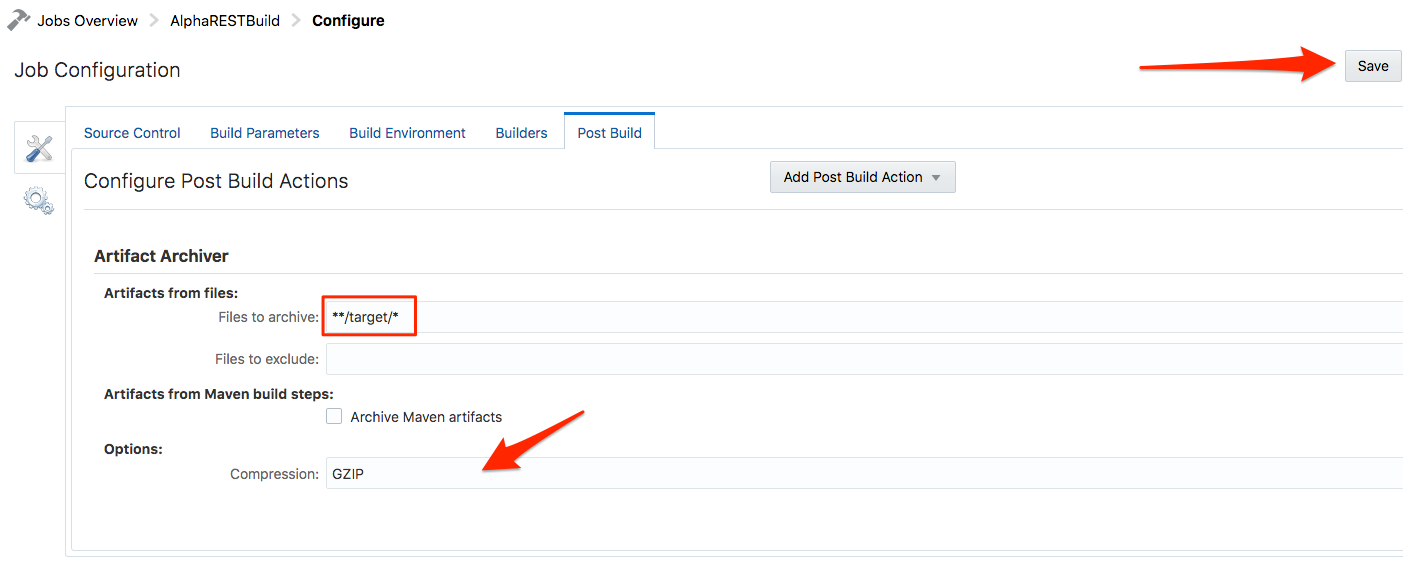 Jobs Overview AlphaRESTBuild Configure
Job Configuration
Save
Source Control Build Parameters Build Environment Builders Post Build
Configure Post Build Actions
Add Post Build Action
Artifact Archiver
Artifacts from files:
Files to archive: **/target/*
Files to exclude:
Artifacts from Maven build steps:
Archive Maven artifacts
Options:
Compression: GZIP